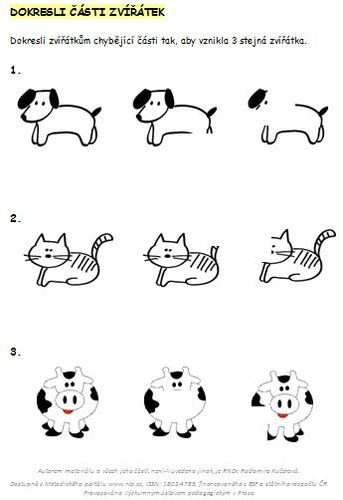 DOKRESLI ČÁSTI ZVÍŘÁTEK
Dokresli zvířátkům chybějící části tak, aby vznikla 3 stejná zvířátka.
1.
2.
3.
Autorem materiálu a všech jeho částí, není-li uvedeno jinak, je RNDr. Radomíra Kučerová.
Dostupné z Metodického portálu www.rvp.cz, ISSN: 1802-4785, financovaného z ESF a státního rozpočtu ČR.
Provozováno Výzkumným ústavem pedagogickým v Praze.